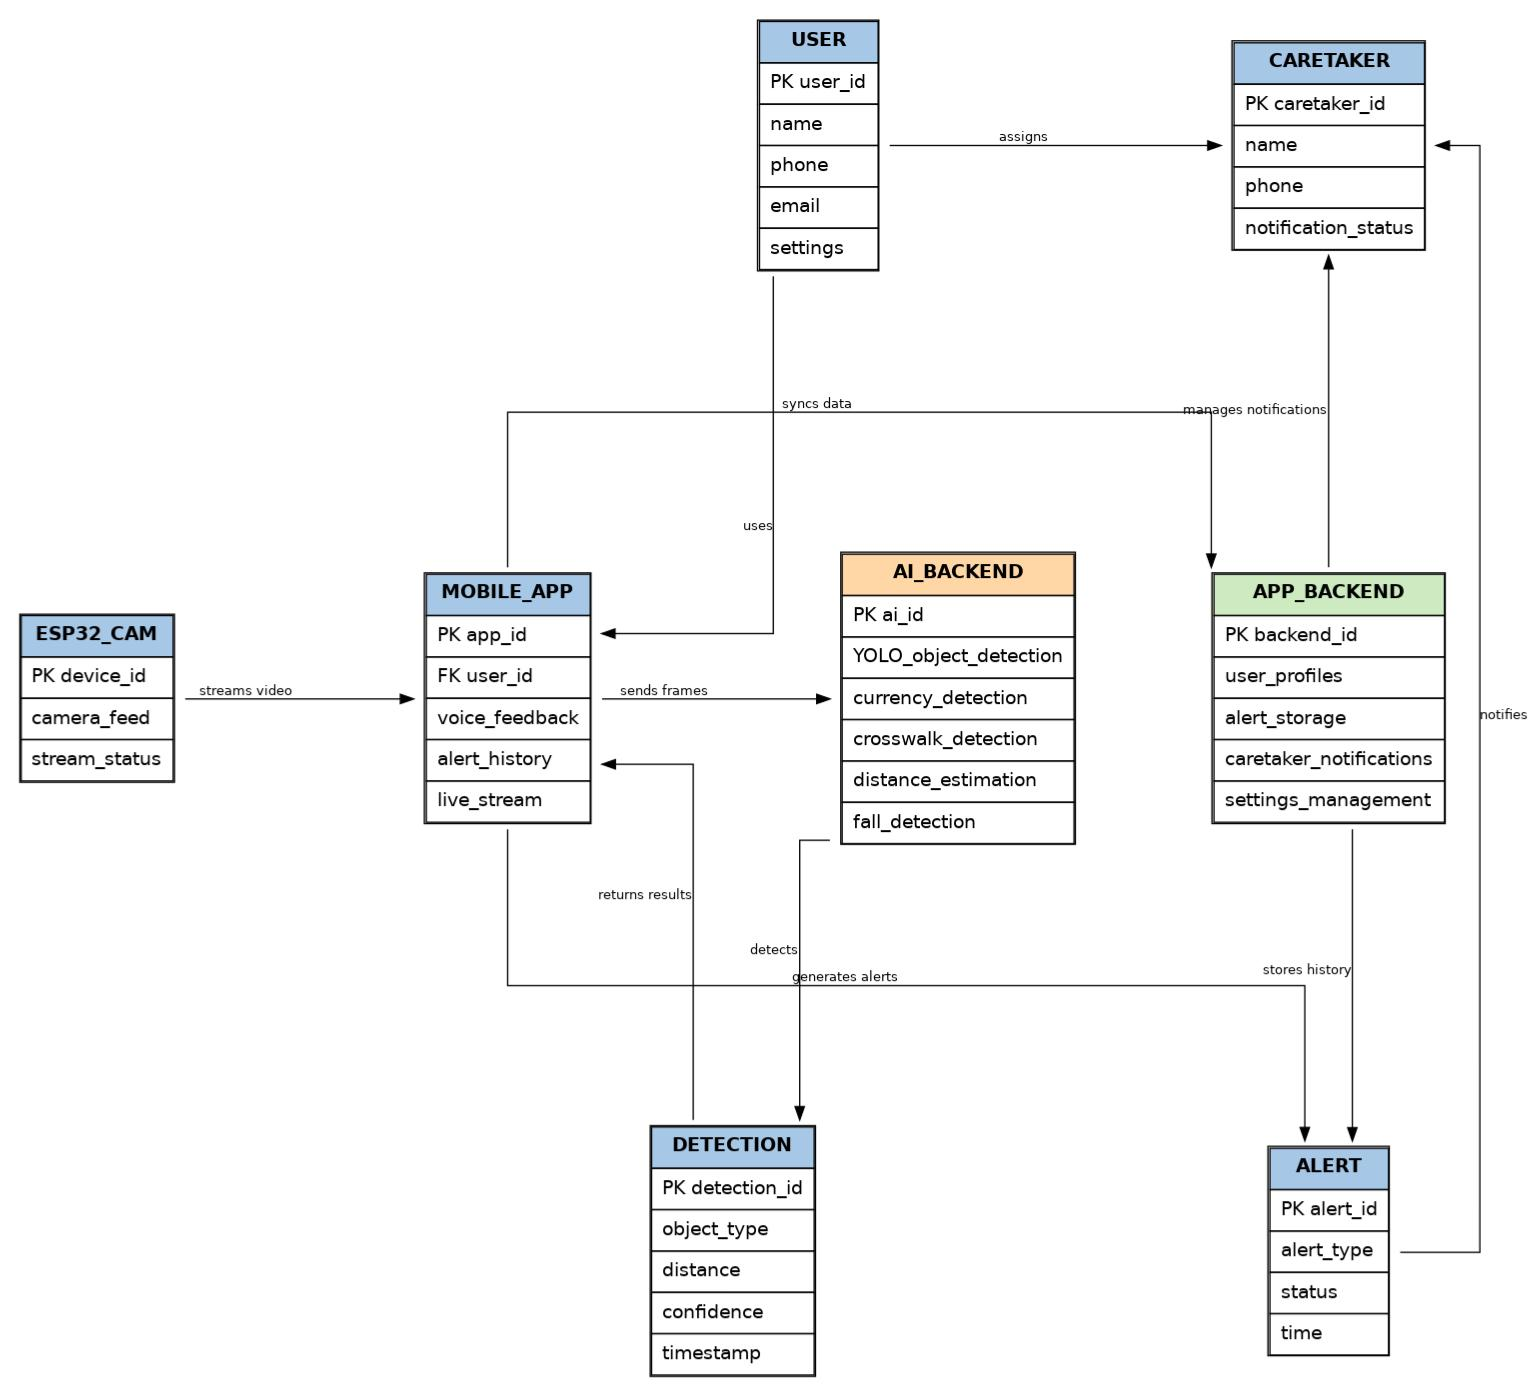 USER
PK user_id
name
phone
email
settings
assigns
CARETAKER
PK caretaker_id
name
phone
notification_status
syncs data
manages notifications
uses
ESP32_CAM
PK device_id
camera_feed
stream_status
streams video
MOBILE_APP
PK app_id
FK user_id
voice_feedback
alert_history
live_stream
sends frames
AI_BACKEND
PK ai_id
YOLO_object_detection
currency_detection
crosswalk_detection
distance_estimation
fall_detection
APP_BACKEND
PK backend_id
user_profiles
alert_storage
caretaker_notifications
settings_management
notifies
returns results
detects
generates alerts
stores history
DETECTION
PK detection_id
object_type
distance
confidence
timestamp
ALERT
PK alert_id
alert_type
status
time